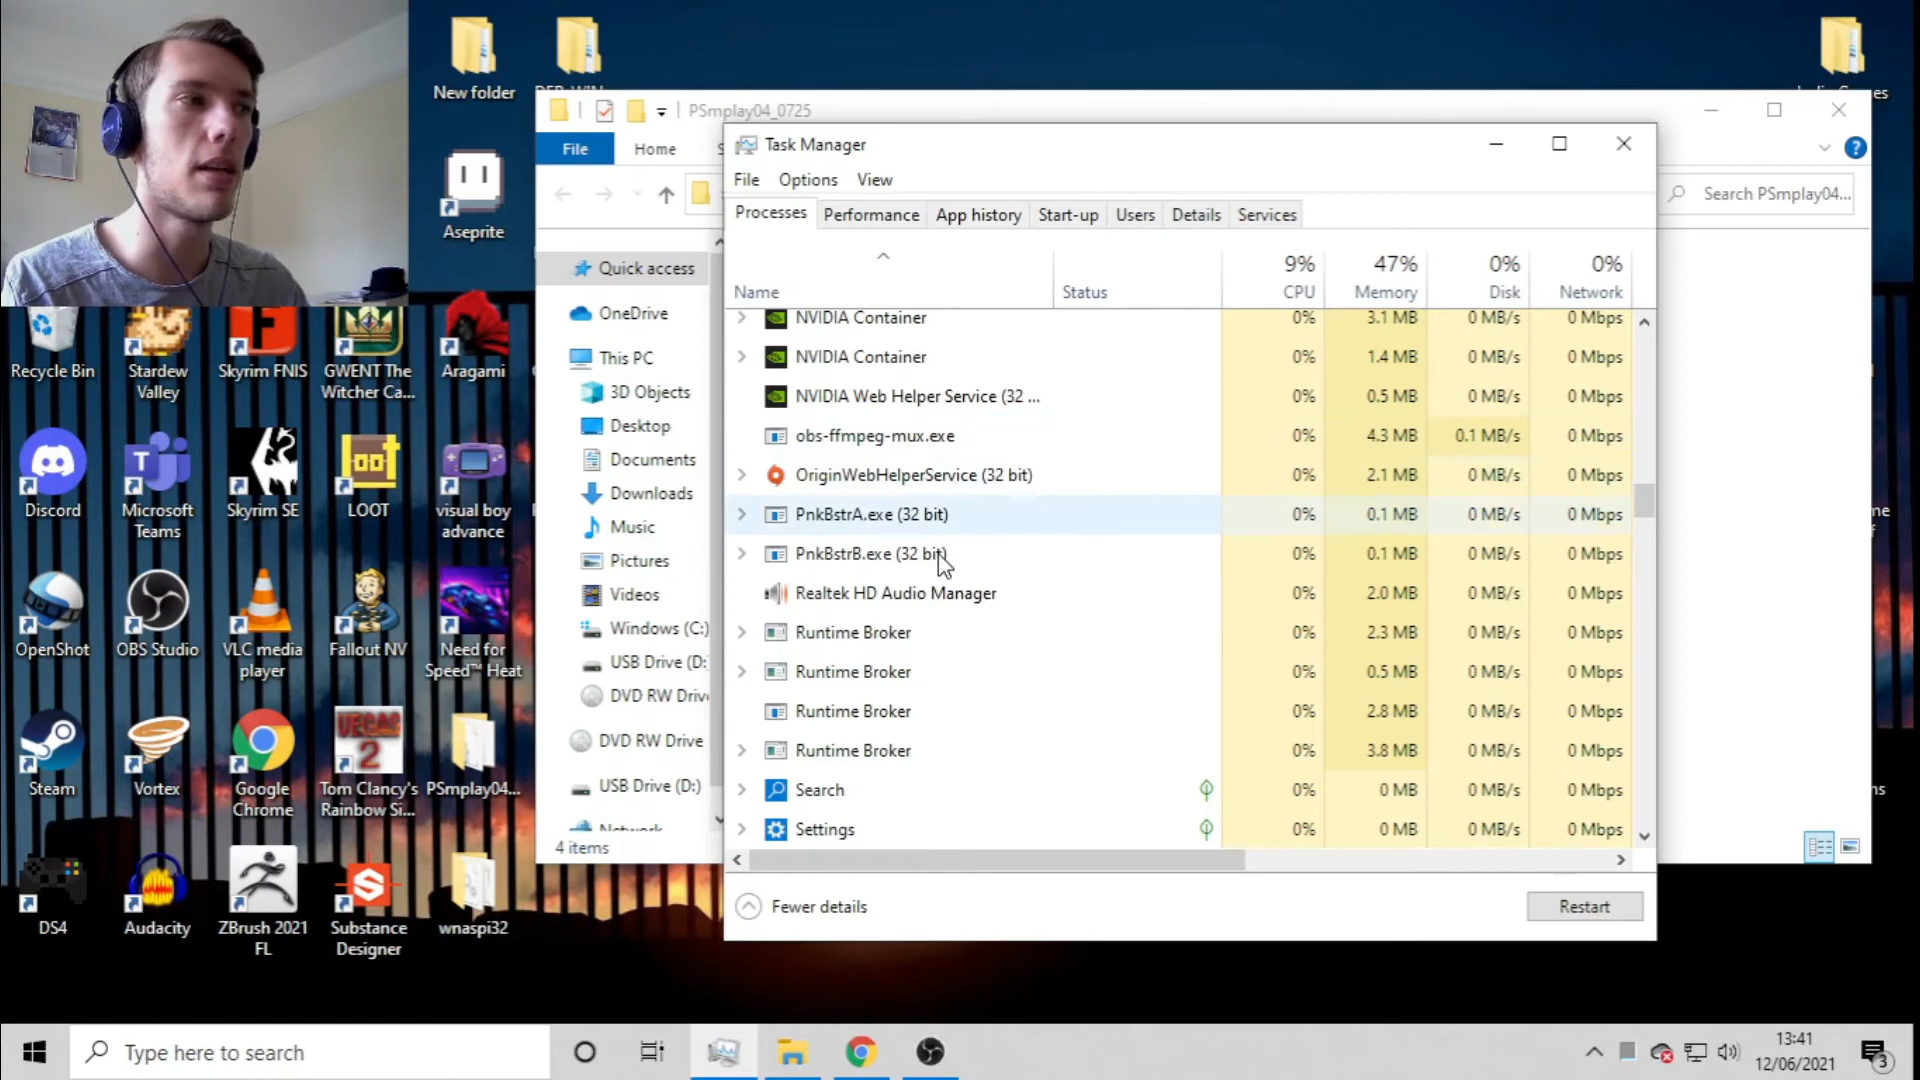 New folder
PSmplay04_0725
File
Home
Search PSmplay04...
Aseprite
Task Manager
File Options View
Processes Performance App history Start-up Users Details Services
9% 47% 0% 0%
Name Status CPU Memory Disk Network
NVIDIA Container 0% 3.1 MB 0 MB/s 0 Mbps
NVIDIA Container 0% 1.4 MB 0 MB/s 0 Mbps
NVIDIA Web Helper Service (32 ... 0% 0.5 MB 0 MB/s 0 Mbps
obs-ffmpeg-mux.exe 0% 4.3 MB 0.1 MB/s 0 Mbps
OriginWebHelperService (32 bit) 0% 2.1 MB 0 MB/s 0 Mbps
PnkBstrA.exe (32 bit) 0% 0.1 MB 0 MB/s 0 Mbps
PnkBstrB.exe (32 bit) 0% 0.1 MB 0 MB/s 0 Mbps
Realtek HD Audio Manager 0% 2.0 MB 0 MB/s 0 Mbps
Runtime Broker 0% 2.3 MB 0 MB/s 0 Mbps
Runtime Broker 0% 0.5 MB 0 MB/s 0 Mbps
Runtime Broker 0% 2.8 MB 0 MB/s 0 Mbps
Runtime Broker 0% 3.8 MB 0 MB/s 0 Mbps
Search 0% 0 MB 0 MB/s 0 Mbps
Settings 0% 0 MB 0 MB/s 0 Mbps
Fewer details
Restart
Quick access
OneDrive
This PC
3D Objects
Desktop
Documents
Downloads
Music
Pictures
Videos
Windows (C:)
USB Drive (D:
DVD RW Drive
DVD RW Drive
USB Drive (D:)
Network
4 items
Recycle Bin
Stardew
Valley
Skyrim FNIS
GWENT The
Witcher Ca...
Aragami
Discord
Microsoft
Teams
Skyrim SE
LOOT
loot
visual boy
advance
OpenShot
OBS Studio
VLC media
player
Fallout NV
Need for
Speed™ Heat
Steam
Vortex
Google
Chrome
VEGAS
2
Tom Clancy's
Rainbow Si...
PSmplay04...
DS4
Audacity
ZBrush 2021
FL
Substance
Designer
wnaspi32
Type here to search
13:41
12/06/2021
3